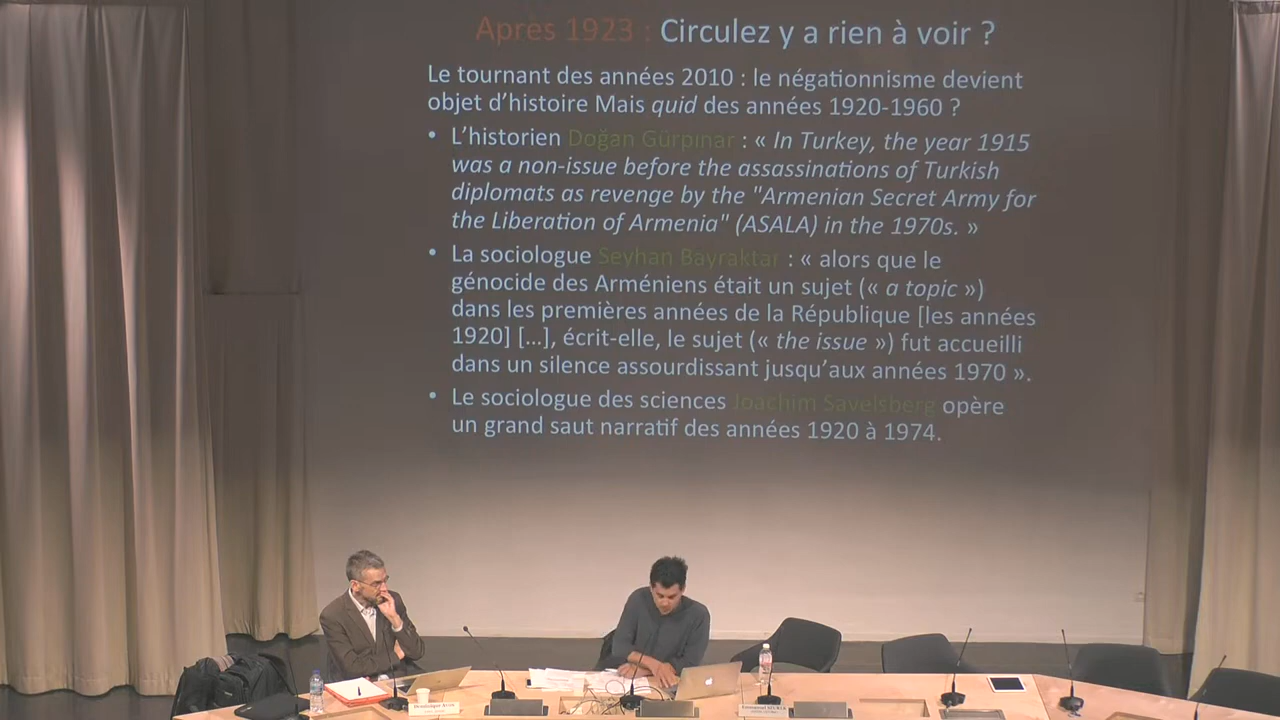 Apres 1923 : Circulez y a rien à voir ?
Le tournant des années 2010 : le négationnisme devient
objet d'histoire Mais quid des années 1920-1960 ?
• L'historien Doğan Gürpınar : « In Turkey, the year 1915
was a non-issue before the assassinations of Turkish
diplomats as revenge by the "Armenian Secret Army for
the Liberation of Armenia" (ASALA) in the 1970s. »
• La sociologue Seyhan Bayraktar : « alors que le
génocide des Arméniens était un sujet (« a topic »)
dans les premières années de la République [les années
1920] […], écrit-elle, le sujet (« the issue ») fut accueilli
dans un silence assourdissant jusqu'aux années 1970 ».
• Le sociologue des sciences Joachim Savelsberg opère
un grand saut narratif des années 1920 à 1974.